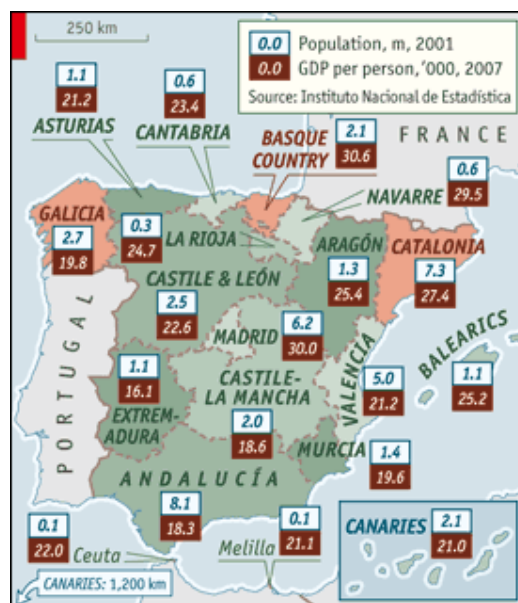 250 km
0.0 Population, m, 2001
0.0 GDP per person, '000, 2007
Source: Instituto Nacional de Estadística
1.1
21.2
ASTURIAS
0.6
23.4
CANTABRIA
BASQUE
COUNTRY
2.1
30.6
FRANCE
0.6
29.5
NAVARRE
GALICIA
2.7
19.8
0.3
24.7
LA RIOJA
ARAGÓN
1.3
25.4
CATALONIA
7.3
27.4
CASTILE & LEÓN
2.5
22.6
MADRID
6.2
30.0
PORTUGAL
1.1
16.1
EXTREM-
ADURA
CASTILE-
LA MANCHA
2.0
18.6
VALENCIA
5.0
21.2
BALEARICS
1.1
25.2
MURCIA
1.4
19.6
ANDALUCÍA
8.1
18.3
0.1
22.0
Ceuta
0.1
21.1
Melilla
CANARIES
2.1
21.0
CANARIES: 1,200 km